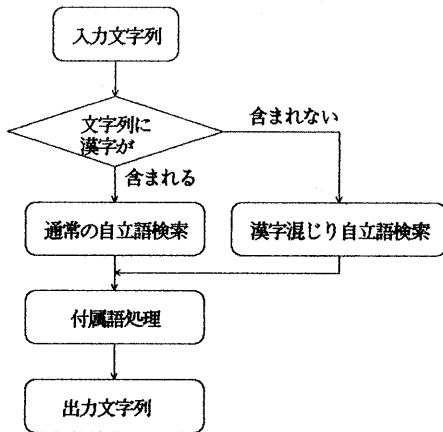 入力文字列
文字列に
漢字が
含まれない
含まれる
通常の自立語検索
漢字混じり自立語検索
付属語処理
出力文字列